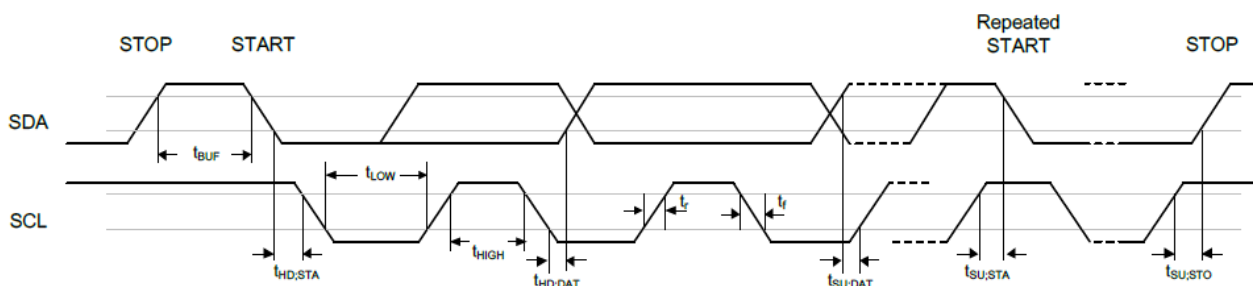 Repeated
STOP START START STOP
SDA
tBUF
tLOW
SCL
tr tf
tHIGH
tHD;STA tHD;DAT tSU;DAT tSU;STA tSU;STO